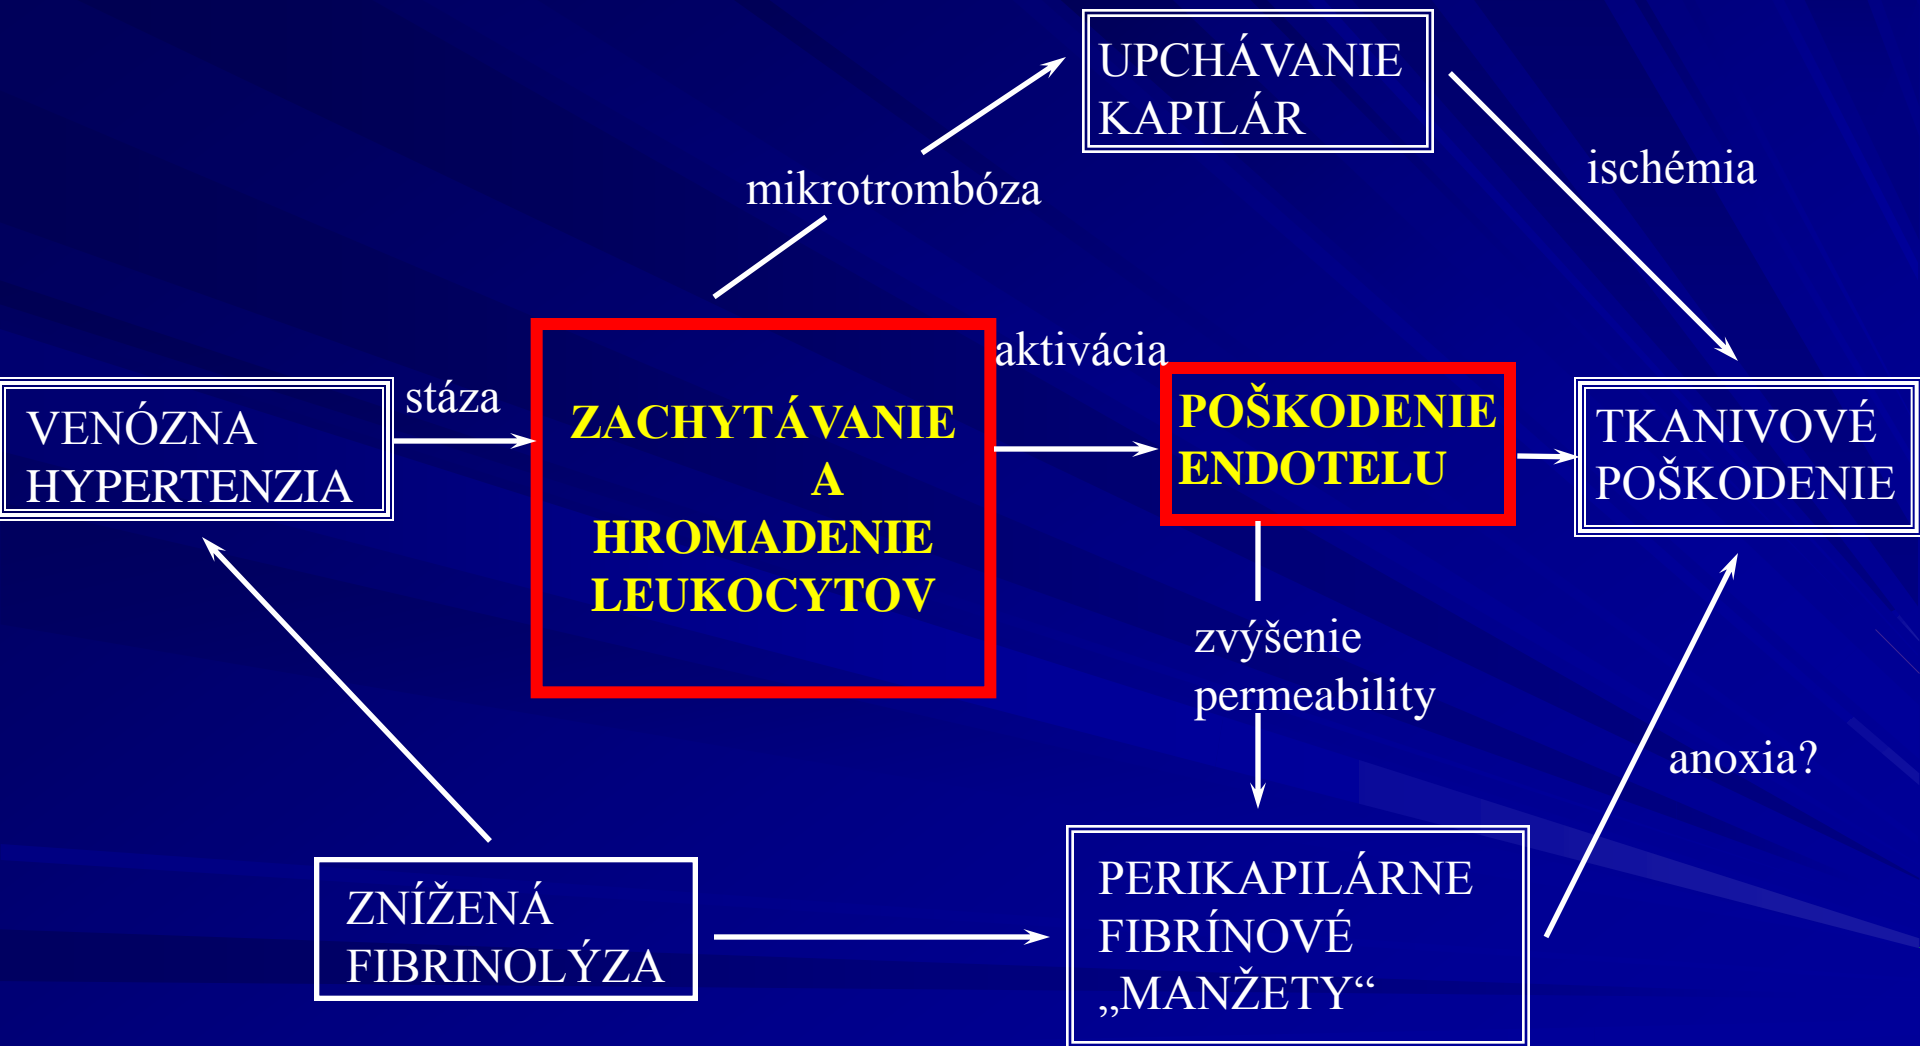 UPCHÁVANIE
KAPILÁR
mikrotrombóza
ischémia
aktivácia
stáza
VENÓZNA
HYPERTENZIA
ZACHYTÁVANIE
A
HROMADENIE
LEUKOCYTOV
POŠKODENIE
ENDOTELU
TKANIVOVÉ
POŠKODENIE
zvýšenie
permeability
anoxia?
ZNÍŽENÁ
FIBRINOLÝZA
PERIKAPILÁRNE
FIBRÍNOVÉ
„MANŽETY“